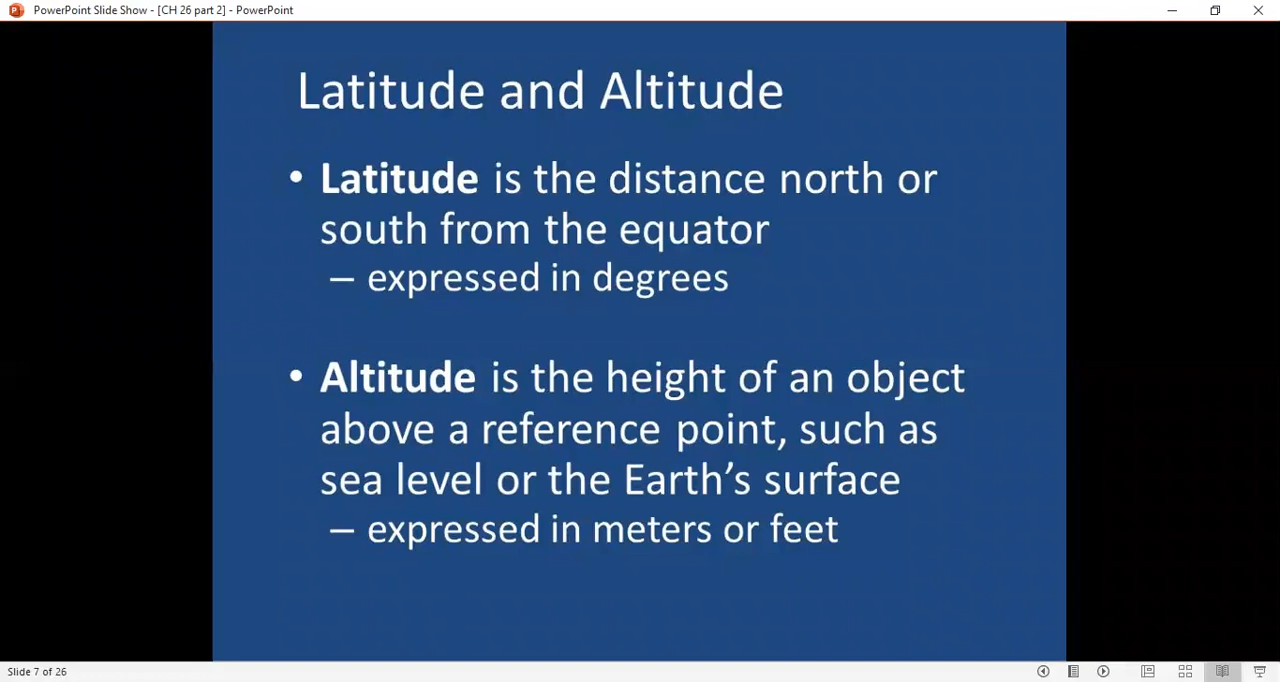 PowerPoint Slide Show - [CH 26 part 2] - PowerPoint
Latitude and Altitude
• Latitude is the distance north or
south from the equator
– expressed in degrees
• Altitude is the height of an object
above a reference point, such as
sea level or the Earth’s surface
– expressed in meters or feet
Slide 7 of 26